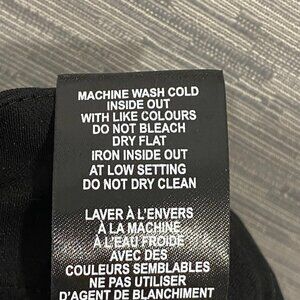 MACHINE WASH COLD
INSIDE OUT
WITH LIKE COLOURS
DO NOT BLEACH
DRY FLAT
IRON INSIDE OUT
AT LOW SETTING
DO NOT DRY CLEAN
LAVER À L'ENVERS
À LA MACHINE
À L'EAU FROIDE
AVEC DES
COULEURS SEMBLABLES
NE PAS UTILISER
D'AGENT DE BLANCHIMENT